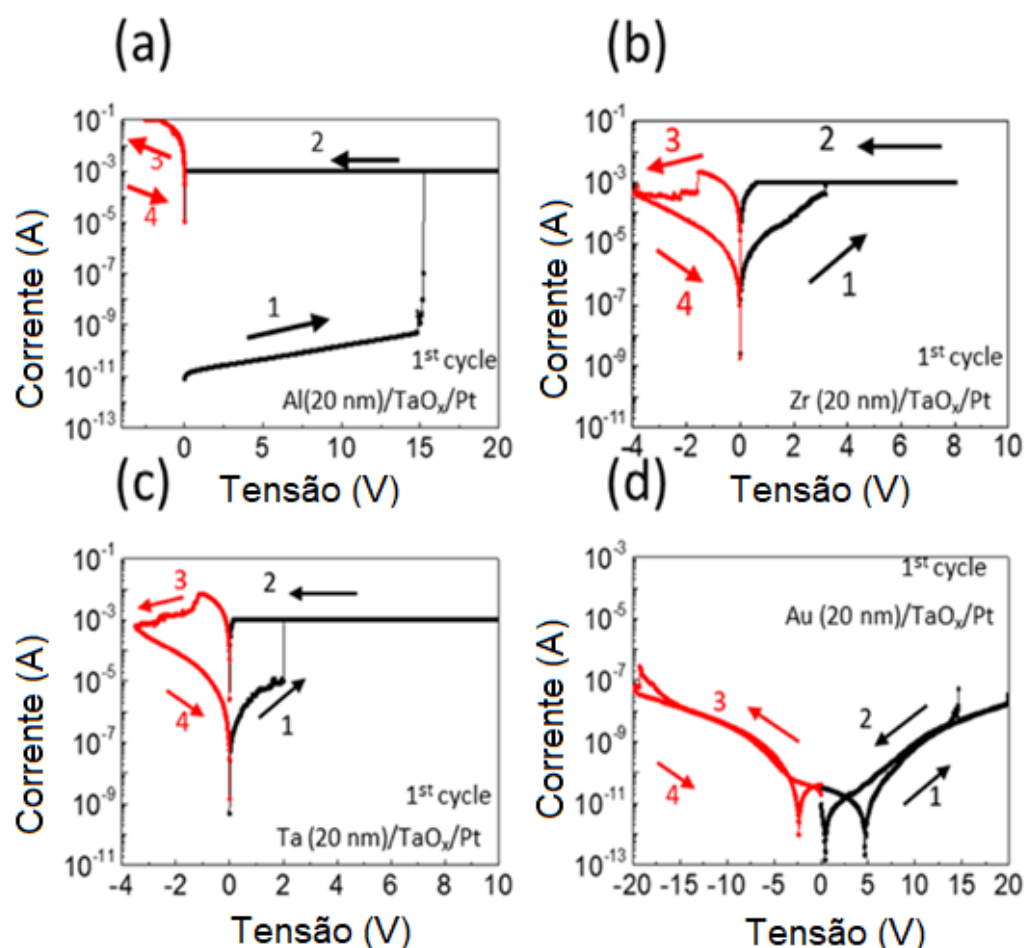 (a)
10-1
10-3
10-5
10-7
10-9
10-11
10-13
Corrente (A)
3
4
2
1
1st cycle
Al(20 nm)/TaOx/Pt
0 5 10 15 20
Tensão (V)
(b)
10-1
10-3
10-5
10-7
10-9
10-11
Corrente (A)
3
2
4
1
1st cycle
Zr (20 nm)/TaOx/Pt
-4 -2 0 2 4 6 8 10
Tensão (V)
(c)
10-1
10-3
10-5
10-7
10-9
10-11
Corrente (A)
3
2
4
1
1st cycle
Ta (20 nm)/TaOx/Pt
-4 -2 0 2 4 6 8 10
Tensão (V)
(d)
10-3
10-5
10-7
10-9
10-11
10-13
Corrente (A)
1st cycle
Au (20 nm)/TaOx/Pt
3
2
4
1
-20 -15 -10 -5 0 5 10 15 20
Tensão (V)